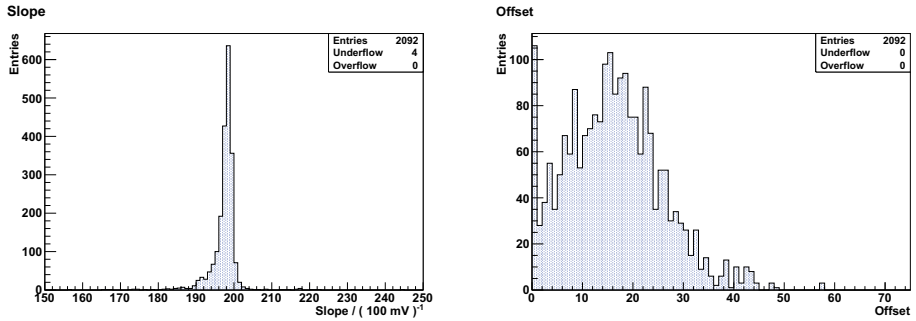 Slope
Entries
Entries 2092
Underflow 4
Overflow 0
600
500
400
300
200
100
0
150 160 170 180 190 200 210 220 230 240 250
Slope / ( 100 mV )-1
Offset
Entries
Entries 2092
Underflow 0
Overflow 0
100
80
60
40
20
0
0 10 20 30 40 50 60 70
Offset